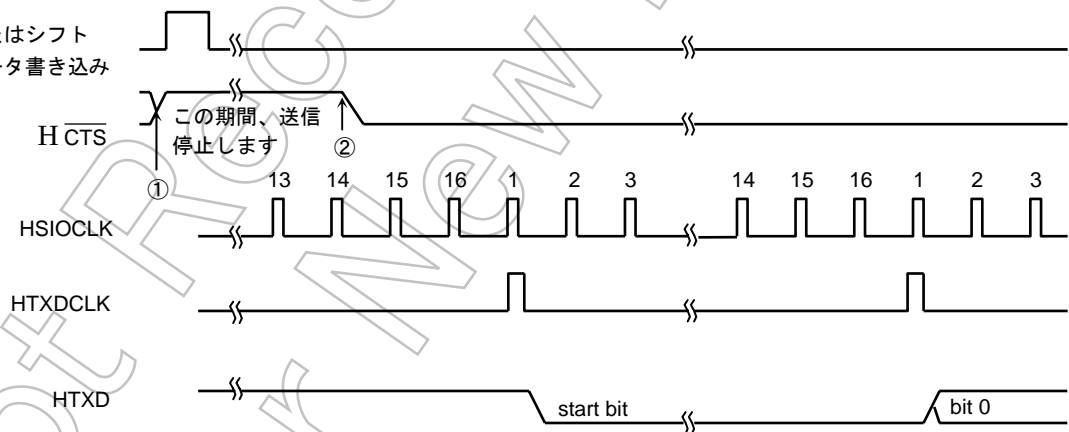 はシフト
タ書き込み
この期間、送信
停止します
H CTS
① ②
13 14 15 16 1 2 3 14 15 16 1 2 3
HSIOCLK
HTXDCLK
HTXD
start bit
bit 0